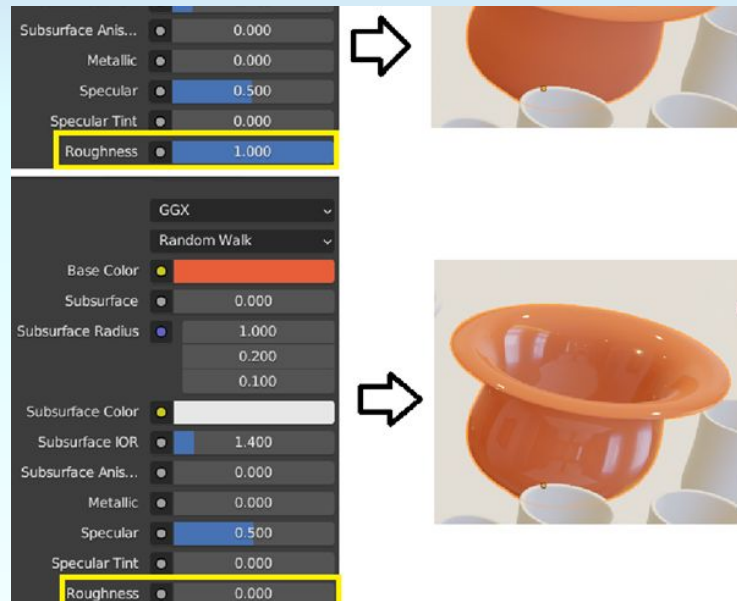 Subsurface Anis... 0.000
Metallic 0.000
Specular 0.500
Specular Tint 0.000
Roughness 1.000
GGX
Random Walk
Base Color
Subsurface 0.000
Subsurface Radius 1.000
0.200
0.100
Subsurface Color
Subsurface IOR 1.400
Subsurface Anis... 0.000
Metallic 0.000
Specular 0.500
Specular Tint 0.000
Roughness 0.000